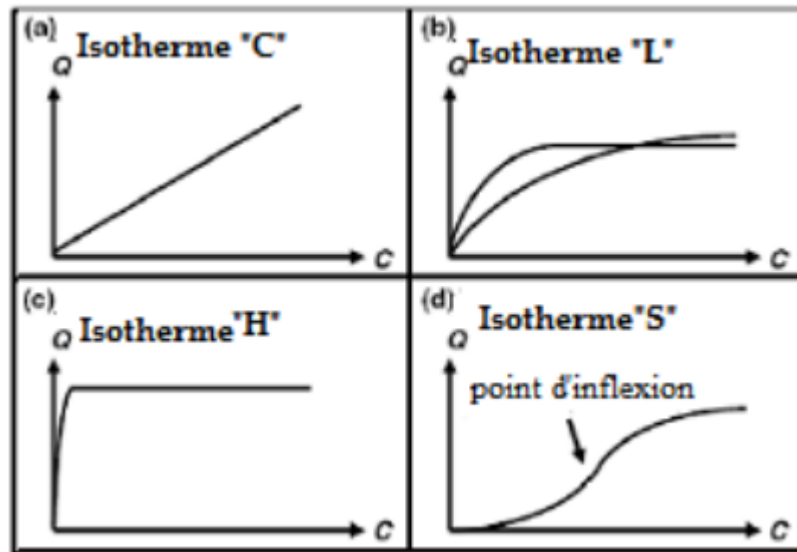 (a) Isotherme "C"
Q
C
(b) Isotherme "L"
Q
C
(c) Isotherme "H"
Q
C
(d) Isotherme "S"
Q
point d'inflexion
C